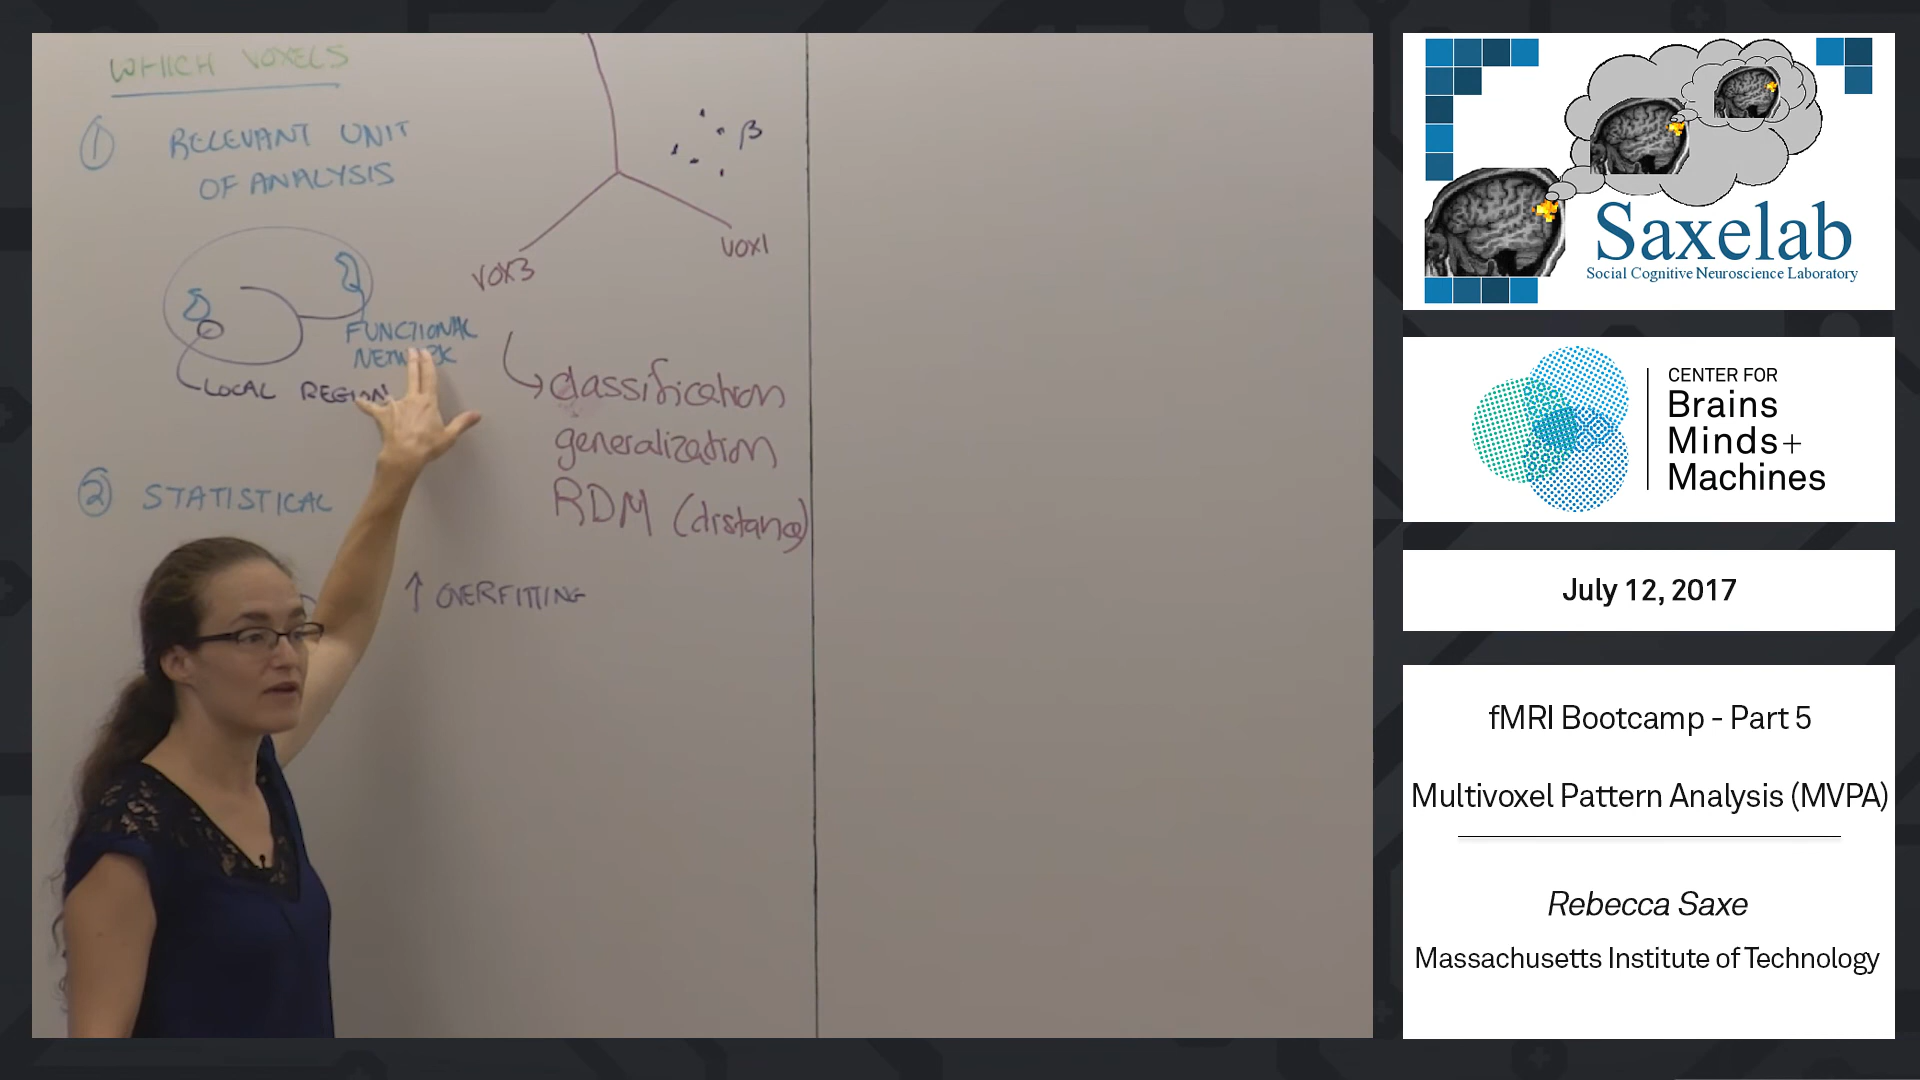 WHICH VOXELS
① RELEVANT UNIT
OF ANALYSIS
FUNCTIONAL
NETWORK
LOCAL REGION
② STATISTICAL
↑ OVERFITTING
β
VOX3
VOX1
classification
generalization
RDM (distance)
Saxelab
Social Cognitive Neuroscience Laboratory
CENTER FOR
Brains
Minds+
Machines
July 12, 2017
fMRI Bootcamp - Part 5
Multivoxel Pattern Analysis (MVPA)
Rebecca Saxe
Massachusetts Institute of Technology